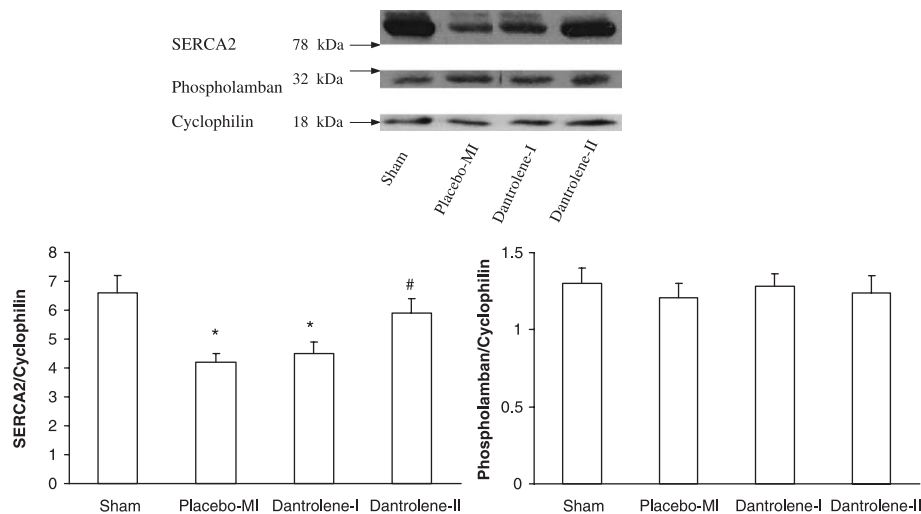 SERCA2 78 kDa
Phospholamban 32 kDa
Cyclophilin 18 kDa
Sham Placebo-MI Dantrolene-I Dantrolene-II
SERCA2/Cyclophilin
8
7
6
5
4
3
2
1
0
* * #
Sham Placebo-MI Dantrolene-I Dantrolene-II
Phospholamban/Cyclophilin
1.5
1
0.5
0
Sham Placebo-MI Dantrolene-I Dantrolene-II